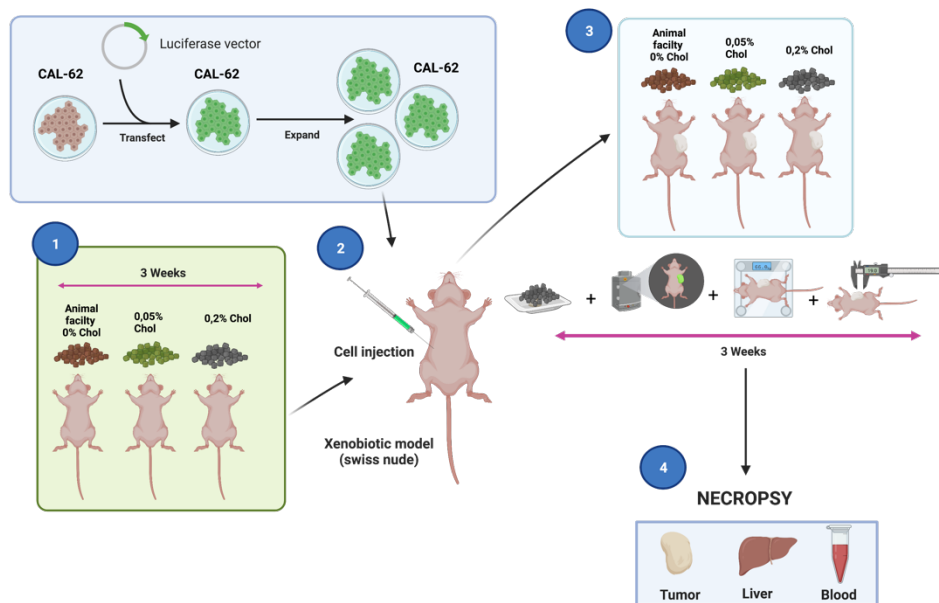 Luciferase vector
CAL-62
CAL-62
CAL-62
Transfect
Expand
1
3 Weeks
Animal
facilty
0% Chol
0,05%
Chol
0,2% Chol
2
Cell injection
Xenobiotic model
(swiss nude)
3
Animal
facilty
0% Chol
0,05%
Chol
0,2% Chol
+
+
+
3 Weeks
4
NECROPSY
Tumor
Liver
Blood